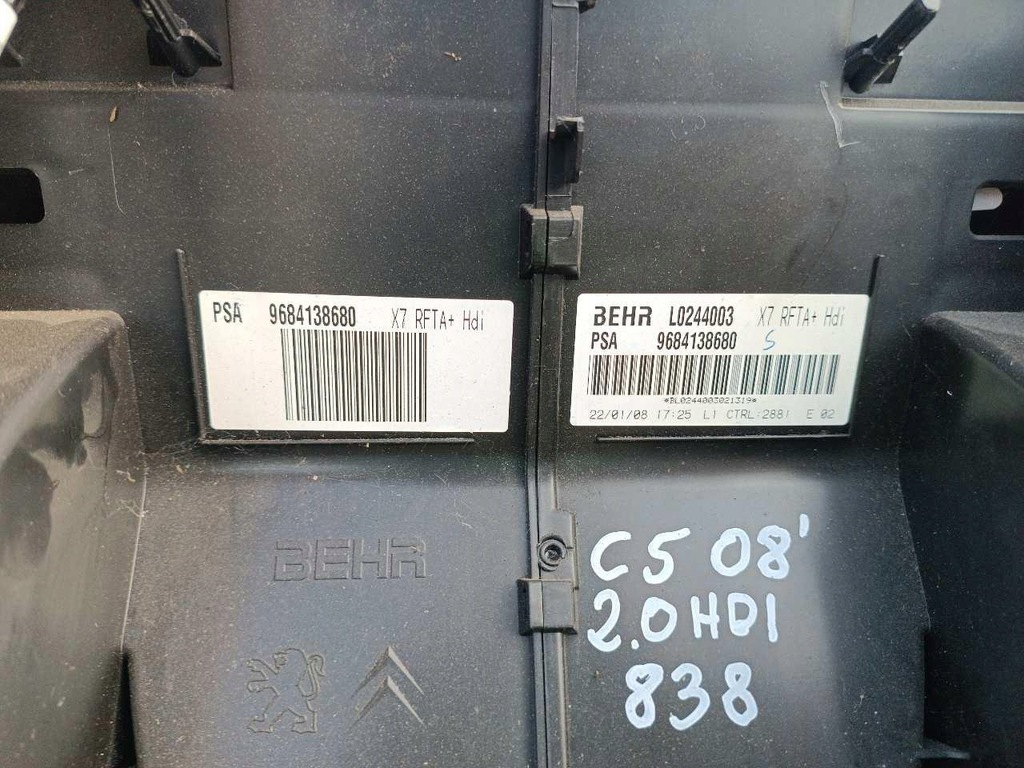 PSA 9684138680 X7 RFTA+ Hdi
BEHR L0244003 X7 RFTA+ Hdi
PSA 9684138680 S
*BL0244003021319*
22/01/08 17:25 L1 CTRL:2881 E 02
BEHR
C5 08'
2.0HDI
838